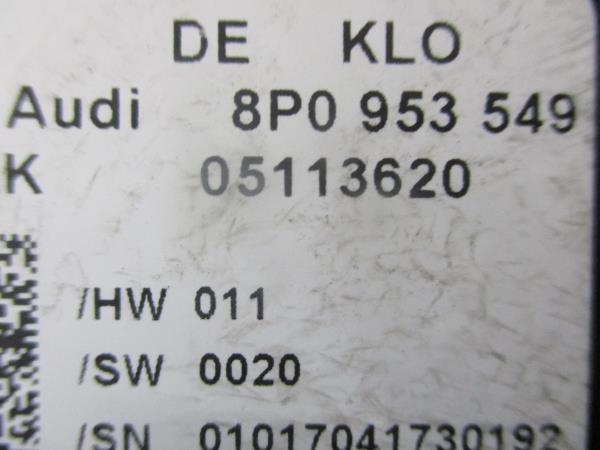 DE KLO
Audi 8P0 953 549
K 05113620
/HW 011
/SW 0020
/SN 01017041730192